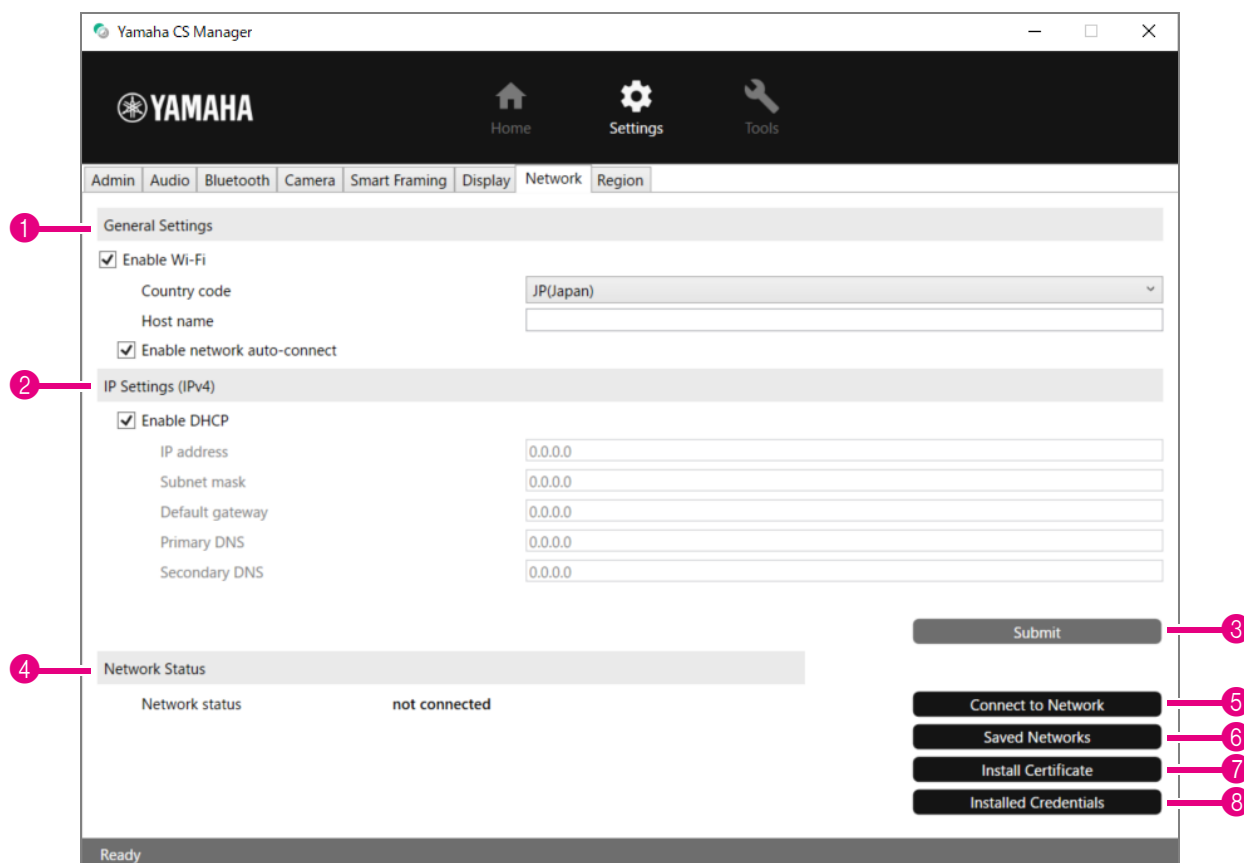 Yamaha CS Manager
YAMAHA
Home
Settings
Tools
Admin Audio Bluetooth Camera Smart Framing Display Network Region
1 General Settings
Enable Wi-Fi
Country code JP(Japan)
Host name
Enable network auto-connect
2 IP Settings (IPv4)
Enable DHCP
IP address 0.0.0.0
Subnet mask 0.0.0.0
Default gateway 0.0.0.0
Primary DNS 0.0.0.0
Secondary DNS 0.0.0.0
Submit 3
4 Network Status
Network status not connected
Connect to Network 5
Saved Networks 6
Install Certificate 7
Installed Credentials 8
Ready